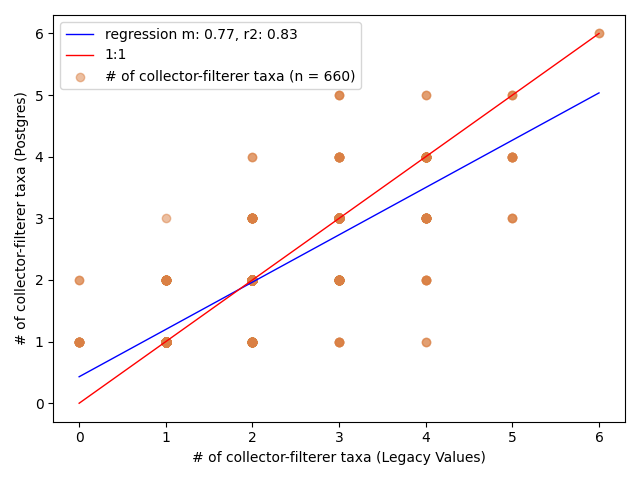 regression m: 0.77, r2: 0.83
1:1
# of collector-filterer taxa (n = 660)
# of collector-filterer taxa (Postgres)
6
5
4
3
2
1
0
0 1 2 3 4 5 6
# of collector-filterer taxa (Legacy Values)